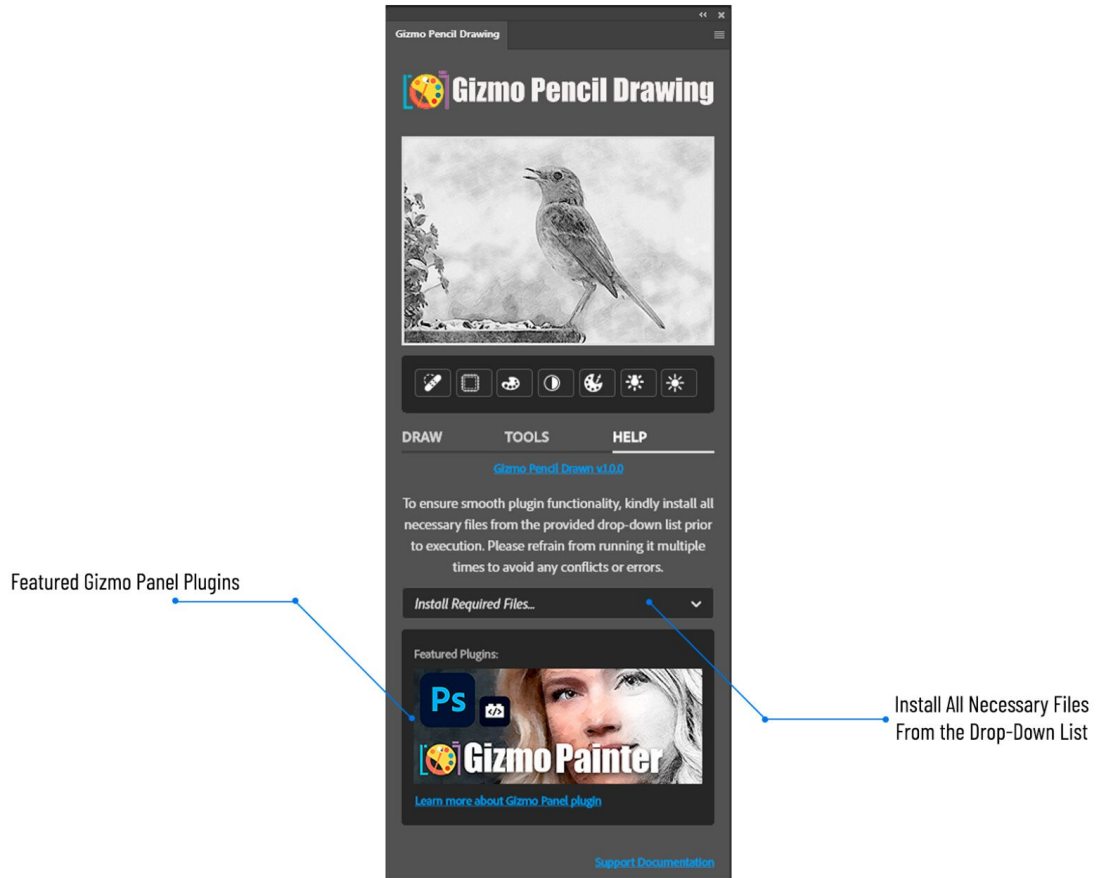 Gizmo Pencil Drawing
Gizmo Pencil Drawing
DRAW TOOLS HELP
Gizmo Pencil Drawn v.1.0.0
To ensure smooth plugin functionality, kindly install all
necessary files from the provided drop-down list prior
to execution. Please refrain from running it multiple
times to avoid any conflicts or errors.
Featured Gizmo Panel Plugins
Install Required Files...
Featured Plugins:
Ps
Gizmo Painter
Learn more about Gizmo Panel plugin
Install All Necessary Files
From the Drop-Down List
Support Documentation